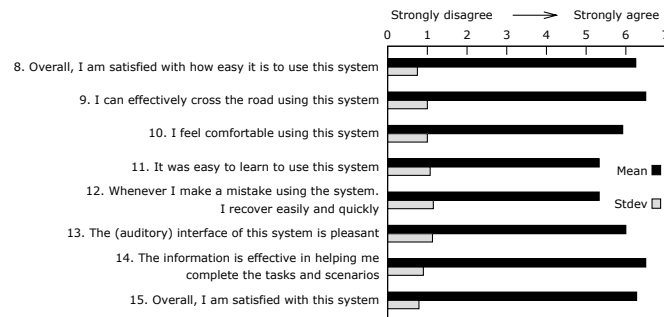 Strongly disagree Strongly agree
0 1 2 3 4 5 6 7
8. Overall, I am satisfied with how easy it is to use this system
9. I can effectively cross the road using this system
10. I feel comfortable using this system
11. It was easy to learn to use this system
Mean
12. Whenever I make a mistake using the system.
I recover easily and quickly
Stdev
13. The (auditory) interface of this system is pleasant
14. The information is effective in helping me
complete the tasks and scenarios
15. Overall, I am satisfied with this system